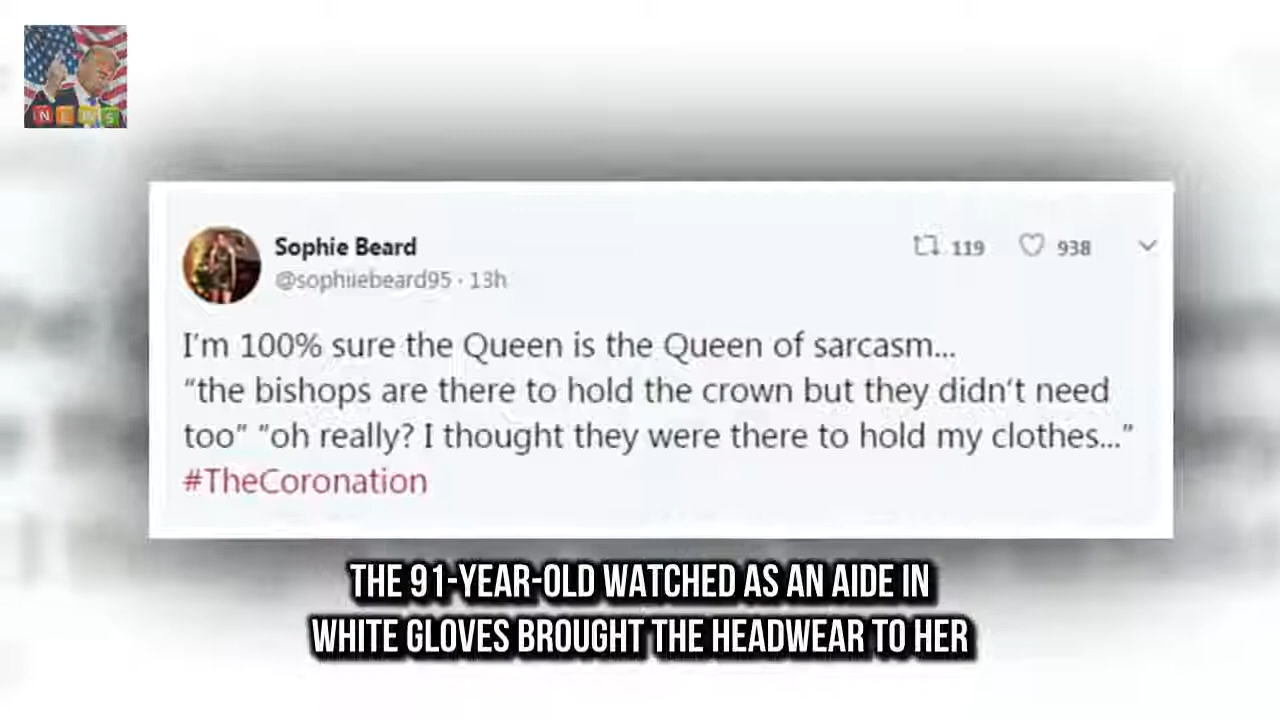 NEWS
Sophie Beard
119
938
@sophiiebeard95 · 13h
I'm 100% sure the Queen is the Queen of sarcasm...
“the bishops are there to hold the crown but they didn't need
too” “oh really? I thought they were there to hold my clothes...”
#TheCoronation
THE 91-YEAR-OLD WATCHED AS AN AIDE IN
WHITE GLOVES BROUGHT THE HEADWEAR TO HER